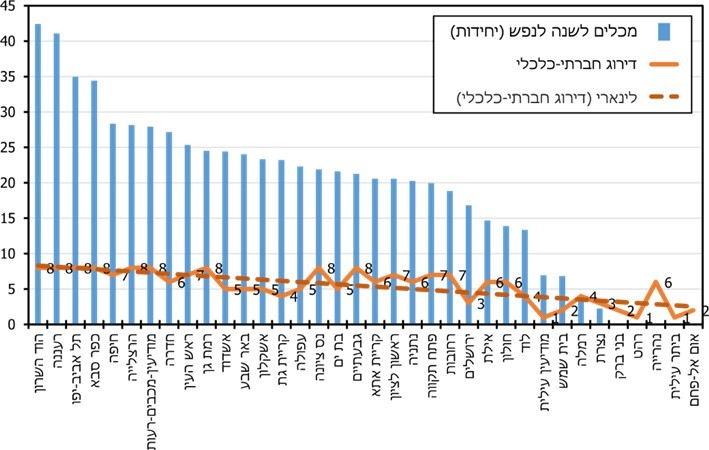 45
40
35
30
25
20
15
10
5
0
מכלים לשנה לנפש (יחידות)
דירוג חברתי-כלכלי
לינארי (דירוג חברתי-כלכלי)
8 8 8 8 7 8 8 6 7 8 5 5 5 4 5 8 5 8 6 7 6 7 7 3 6 6 4 1 2 4 3 2 1 6 1 2
הוד השרון
רעננה
תל אביב-יפו
כפר סבא
חיפה
הרצלייה
מודיעין-מכבים-רעות
חדרה
ראש העין
רמת גן
אשדוד
באר שבע
אשקלון
קריית גת
עפולה
נס ציונה
בת ים
גבעתיים
קריית אתא
ראשון לציון
נתניה
פתח תקווה
רחובות
ירושלים
אילת
חולון
לוד
מודיעין עילית
בית שמש
רמלה
נצרת
בני ברק
רהט
נהרייה
ביתר עילית
אום אל-פחם